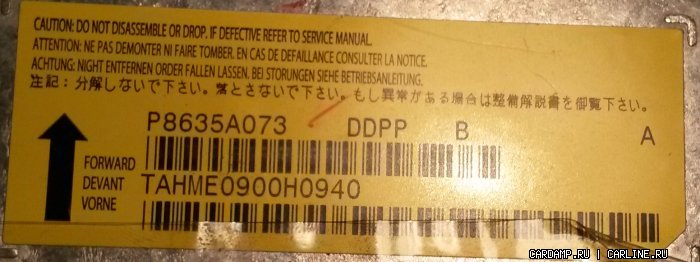 CAUTION: DO NOT DISASSEMBLE OR DROP. IF DEFECTIVE REFER TO SERVICE MANUAL.
ATTENTION: NE PAS DEMONTER NI FAIRE TOMBER. EN CAS DE DEFAILLANCE CONSULTER LA NOTICE.
ACHTUNG: NIGHT ENTFERNEN ORDER FALLEN LASSEN. BEI STORUNGEN SIEHE BETRIEBSANLEITUNG.
注記：分解しないで下さい。落とさないで下さい。もし異常がある場合は整備解説書を御覧下さい。
P8635A073 DDPP B A
FORWARD
DEVANT
VORNE
TAHME0900H0940
CARDAMP.RU | CARLINE.RU